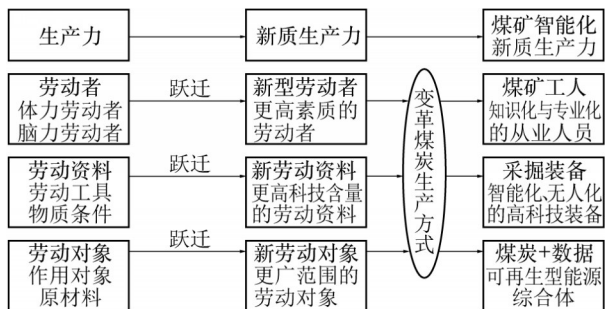 生产力
新质生产力
煤矿智能化
新质生产力
劳动者
体力劳动者
脑力劳动者
跃迁
新型劳动者
更高素质的
劳动者
煤矿工人
知识化与专业化
的从业人员
劳动资料
劳动工具
物质条件
跃迁
新劳动资料
更高科技含量
的劳动资料
变革煤炭生产方式
采掘装备
智能化、无人化
的高科技装备
劳动对象
作用对象
原材料
跃迁
新劳动对象
更广范围的
劳动对象
煤炭+数据
可再生型能源
综合体